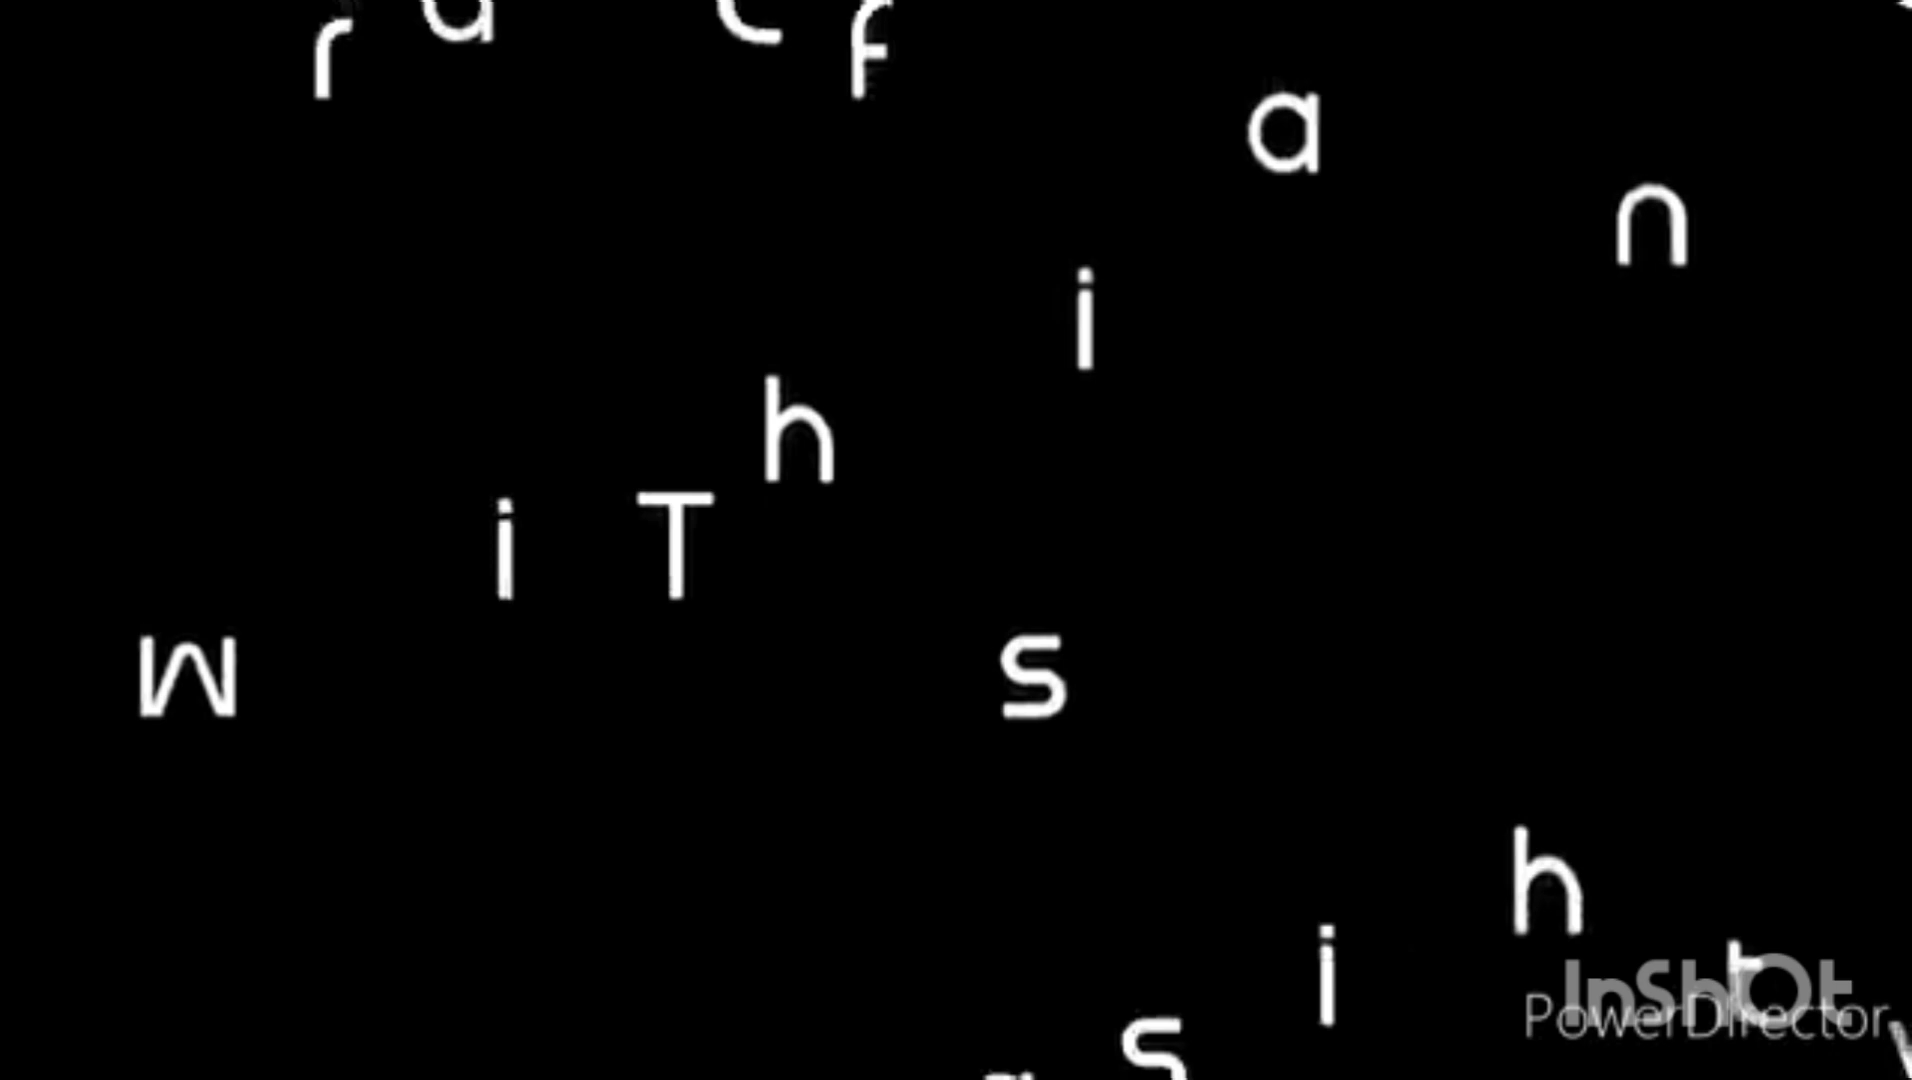 r a c f
a
n
i
h
i T
w s
h
i t
s
InShOt
PowerDirector